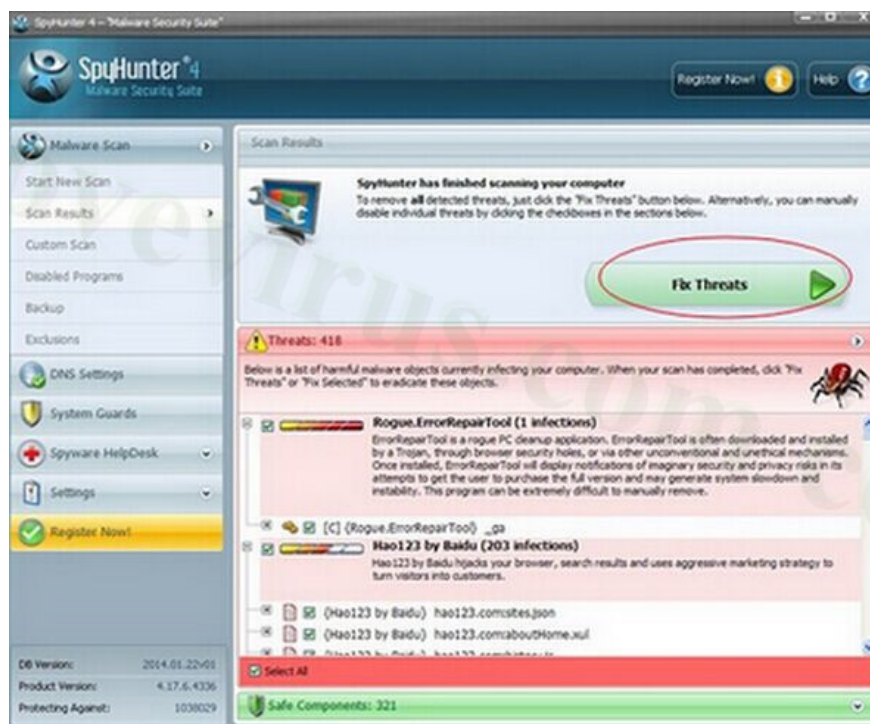 SpyHunter 4 - "Malware Security Suite"
SpyHunter® 4
Malware Security Suite
Register Now!
Help
Malware Scan
Start New Scan
Scan Results
Custom Scan
Disabled Programs
Backup
Exclusions
DNS Settings
System Guards
Spyware HelpDesk
Settings
Register Now!
DB Version: 2014.01.22v01
Product Version: 4.17.6.4336
Protecting Against: 1038029
Scan Results
SpyHunter has finished scanning your computer
To remove all detected threats, just click the "Fix Threats" button below. Alternatively, you can manually
disable individual threats by clicking the checkboxes in the sections below.
Fix Threats
Threats: 418
Below is a list of harmful malware objects currently infecting your computer. When your scan has completed, click "Fix
Threats" or "Fix Selected" to eradicate these objects.
Rogue.ErrorRepairTool (1 infections)
ErrorRepairTool is a rogue PC cleanup application. ErrorRepairTool is often downloaded and installed
by a Trojan, through browser security holes, or via other unconventional and unethical mechanisms.
Once installed, ErrorRepairTool will display notifications of imaginary security and privacy risks in its
attempts to get the user to purchase the full version and may generate system slowdown and
instability. This program can be extremely difficult to manually remove.
[C] (Rogue.ErrorRepairTool) _ga
Hao123 by Baidu (203 infections)
Hao123 by Baidu hijacks your browser, search results and uses aggressive marketing strategy to
turn visitors into customers.
(Hao123 by Baidu) hao123.com:sites.json
(Hao123 by Baidu) hao123.com:aboutHome.xul
Select All
Safe Components: 321